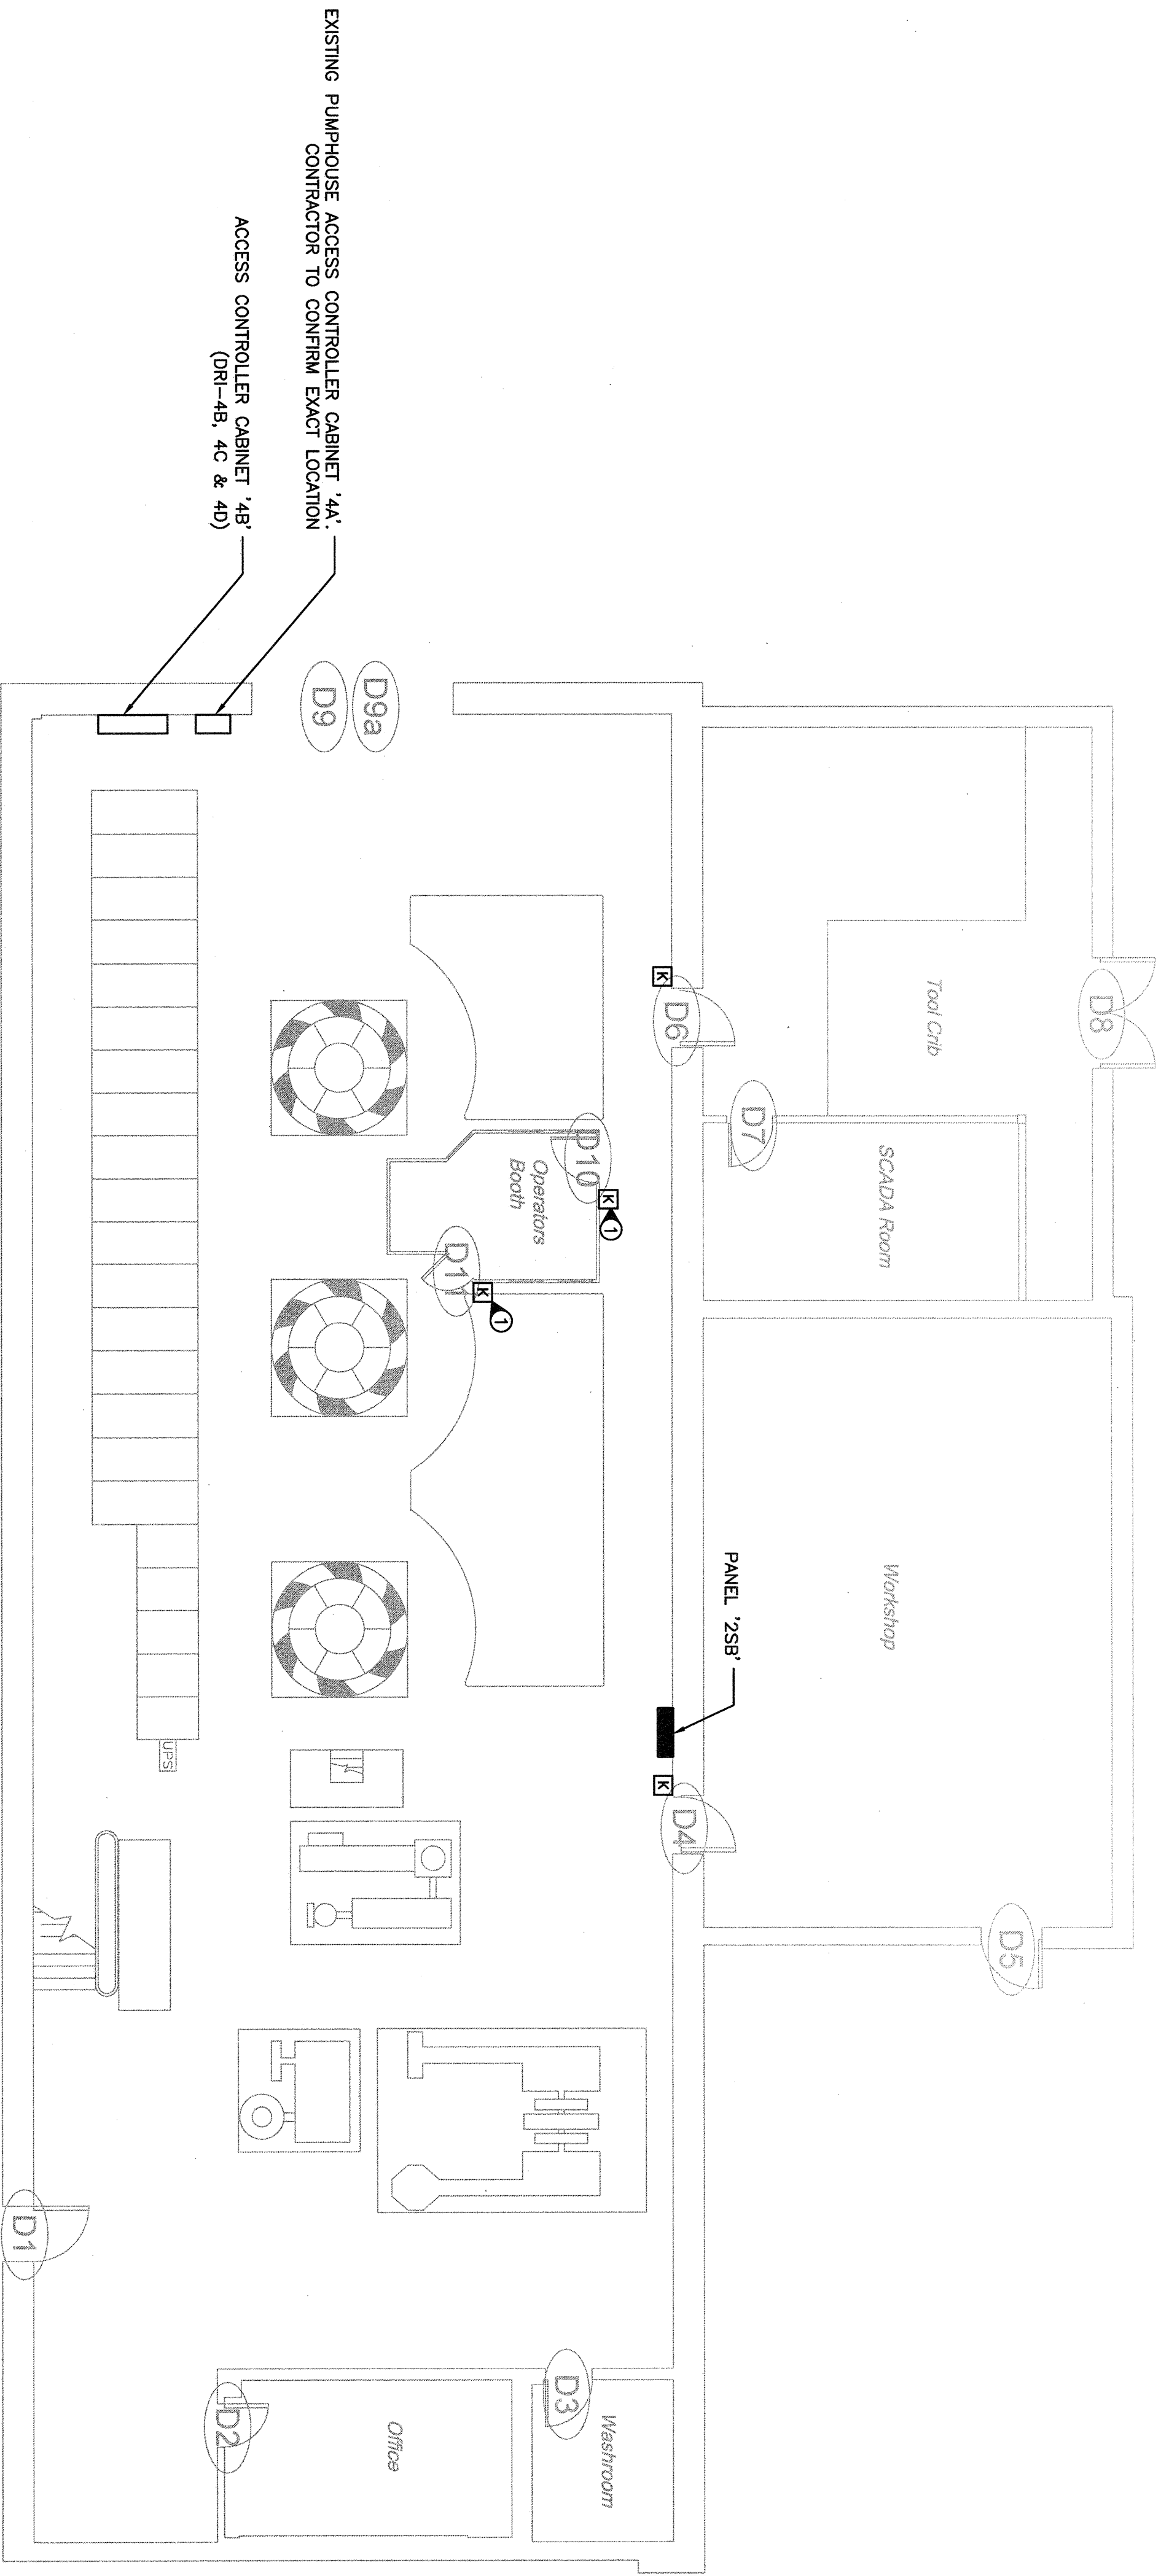 EXISTING PUMPHOUSE ACCESS CONTROLLER CABINET '4A'.
CONTRACTOR TO CONFIRM EXACT LOCATION
ACCESS CONTROLLER CABINET '4B'
(DRI-4B, 4C & 4D)
D9a
D9
D8
Tool Crib
K
D6
D7
SCADA Room
D10
Operators
Booth
K
1
D11
K
1
Workshop
PANEL '2SB'
K
D4
D5
UPS
D1
D3
Washroom
D2
Office